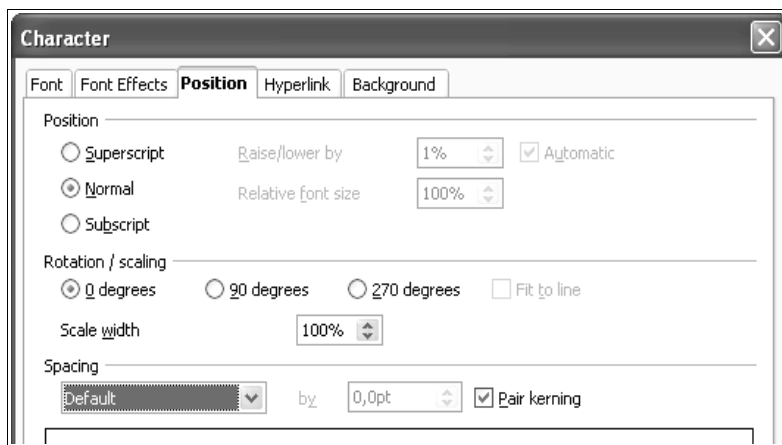 Character
Font Font Effects Position Hyperlink Background
Position
Superscript Raise/lower by 1% Automatic
Normal Relative font size 100%
Subscript
Rotation / scaling
0 degrees 90 degrees 270 degrees Fit to line
Scale width 100%
Spacing
Default by 0,0pt Pair kerning